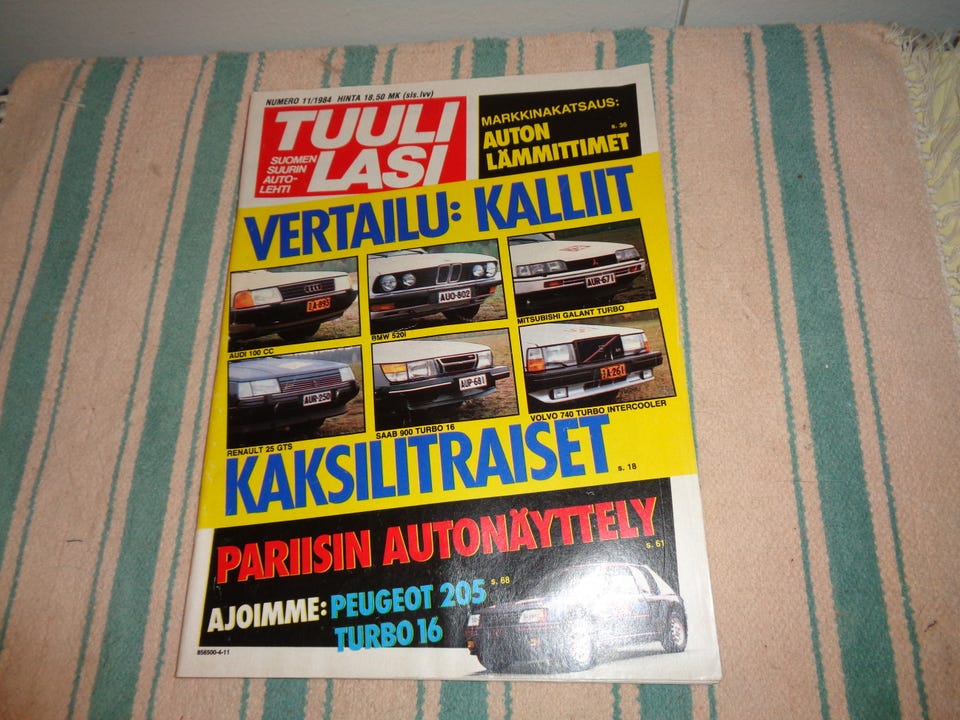 NUMERO 11/1984 HINTA 18,50 MK (sis.lvv)
TUULI
LASI
SUOMEN
SUURIN
AUTO-
LEHTI
MARKKINAKATSAUS:
s. 36
AUTON
LÄMMITTIMET
VERTAILU: KALLIIT
AUO-802
AUR-671
AUDI 100 CC
BMW 520i
MITSUBISHI GALANT TURBO
AUR-250
AUP-681
RENAULT 25 GTS
SAAB 900 TURBO 16
VOLVO 740 TURBO INTERCOOLER
KAKSILITRAISET
s. 18
PARIISIN AUTONÄYTTELY
s. 61
AJOIMME: PEUGEOT 205
s. 68
TURBO 16
856500-4-11